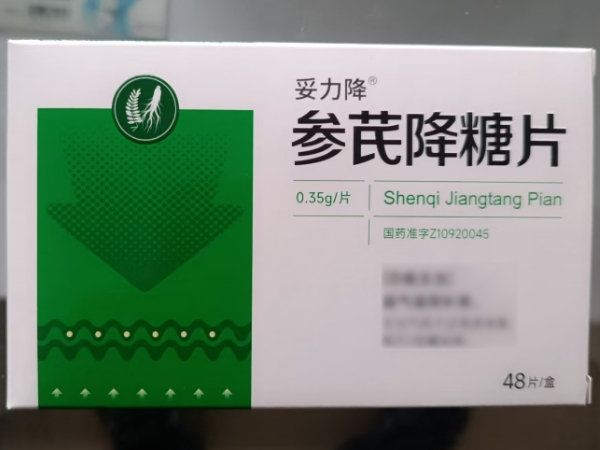 妥力降®
参芪降糖片
0.35g/片
Shenqi Jiangtang Pian
国药准字Z10920045
48片/盒